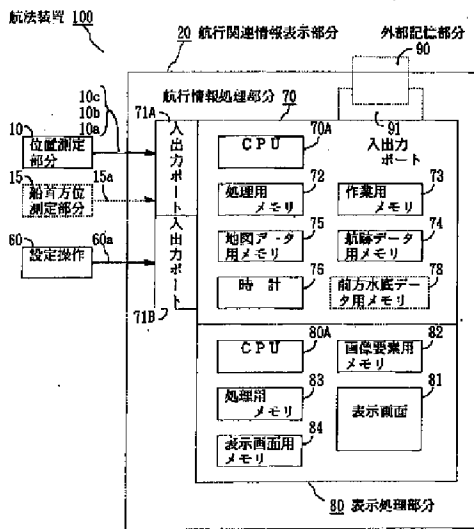 航法装置 100
20 航行関連情報表示部分
外部記憶部分
90
10c
10b
10a
71A
航行情報処理部分
70
91
入出力ポート
10
位置測定部分
15
船首方位測定部分
15a
60
設定操作
60a
入出力ポート
入出力ポート
71B
CPU
70A
72
処理用メモリ
73
作業用メモリ
75
地図データ用メモリ
74
航跡データ用メモリ
76
時計
78
前方水底データ用メモリ
CPU
80A
82
画像要素用メモリ
83
処理用メモリ
81
表示画面
84
表示画面用メモリ
80 表示処理部分